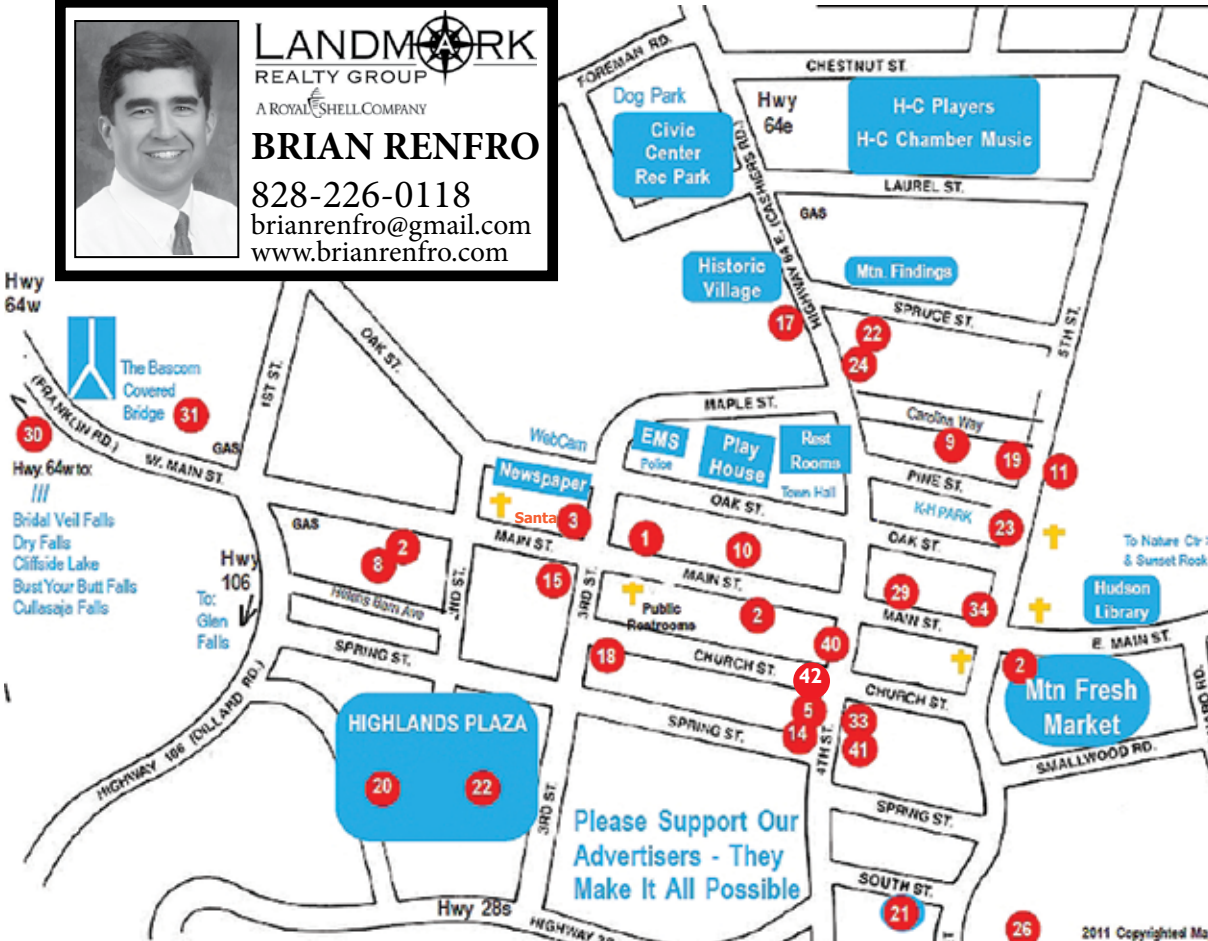 LANDMARK
REALTY GROUP
A ROYAL SHELL COMPANY
BRIAN RENFRO
828-226-0118
brianrenfro@gmail.com
www.brianrenfro.com
FOREMAN RD.
CHESTNUT ST.
Dog Park
Civic
Center
Rec Park
Hwy
64e
H-C Players
H-C Chamber Music
HIGHWAY 64 E. (CASHIERS RD.)
LAUREL ST.
GAS
Historic
Village
Mtn. Findings
SPRUCE ST.
5TH ST.
17
22
24
Hwy
64w
The Bascom
Covered
Bridge
31
30
(FRANKLIN RD.)
W. MAIN ST.
GAS
1ST ST.
OAK ST.
Hwy. 64w to:
///
Bridal Veil Falls
Dry Falls
Cliffside Lake
Bust Your Butt Falls
Cullasaja Falls
MAPLE ST.
WebCam
EMS
Police
Play
House
Rest
Rooms
Town Hall
Carolina Way
9
19
11
PINE ST.
Newspaper
Santa
3
OAK ST.
K-H PARK
23
OAK ST.
To Nature Ctr
& Sunset Rock
GAS
2
8
MAIN ST.
1
10
Hwy
106
To:
Glen
Falls
Helens Barn Ave
2ND ST.
15
3RD ST.
MAIN ST.
29
34
Hudson
Library
Public
Restrooms
2
MAIN ST.
E. MAIN ST.
SPRING ST.
18
CHURCH ST.
40
42
CHURCH ST.
2
Mtn Fresh
Market
HIGHWAY 106 (DILLARD RD.)
HIGHLANDS PLAZA
20
22
SPRING ST.
5
14
4TH ST.
33
41
SMALLWOOD RD.
3RD ST.
SPRING ST.
Please Support Our
Advertisers - They
Make It All Possible
SOUTH ST.
21
Hwy 28s
26
2011 Copyrighted Ma